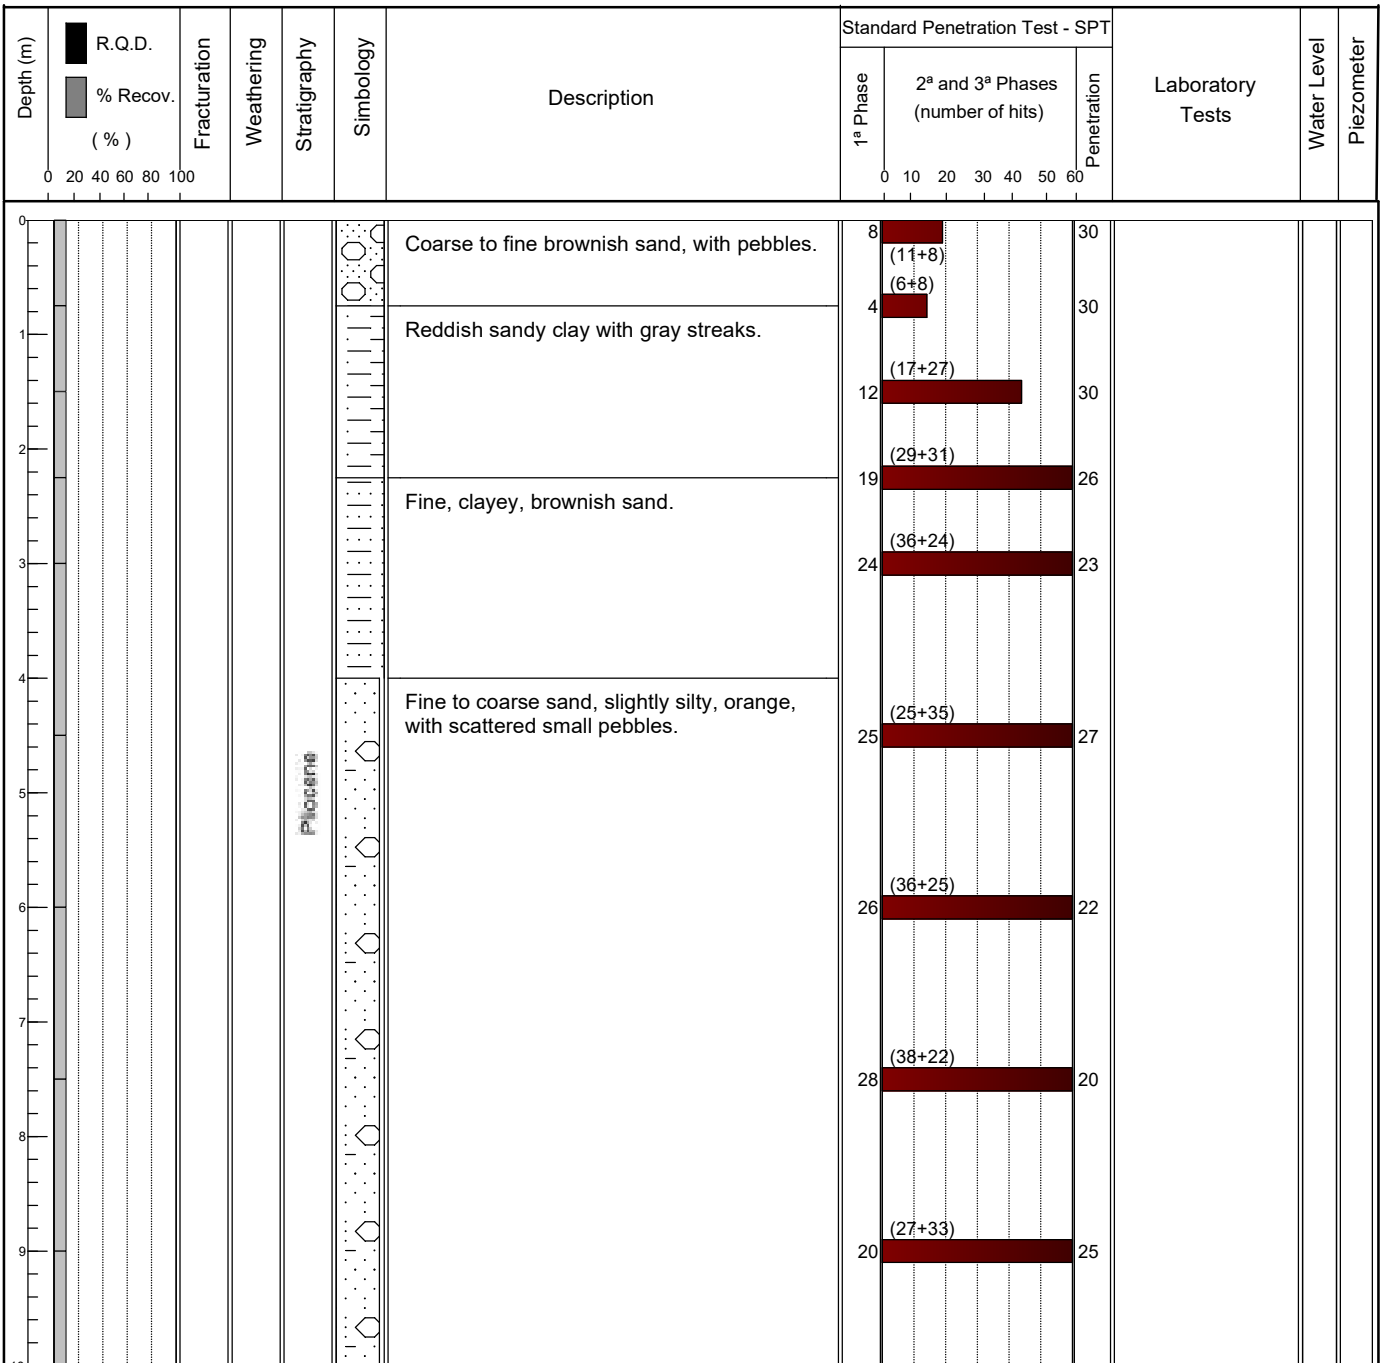 Depth (m)
R.Q.D.
% Recov.
( % )
0 20 40 60 80 100
Fracturation
Weathering
Stratigraphy
Simbology
Description
Standard Penetration Test - SPT
1ª Phase
2ª and 3ª Phases
(number of hits)
0 10 20 30 40 50 60
Penetration
Laboratory
Tests
Water Level
Piezometer
0
Coarse to fine brownish sand, with pebbles.
8
(11+8)
30
(6+8)
4
30
1
Reddish sandy clay with gray streaks.
(17+27)
12
30
2
(29+31)
19
26
Fine, clayey, brownish sand.
(36+24)
3
24
23
4
Fine to coarse sand, slightly silty, orange,
with scattered small pebbles.
(25+35)
25
27
Pliocene
5
(36+25)
6
26
22
7
(38+22)
28
20
8
(27+33)
9
20
25